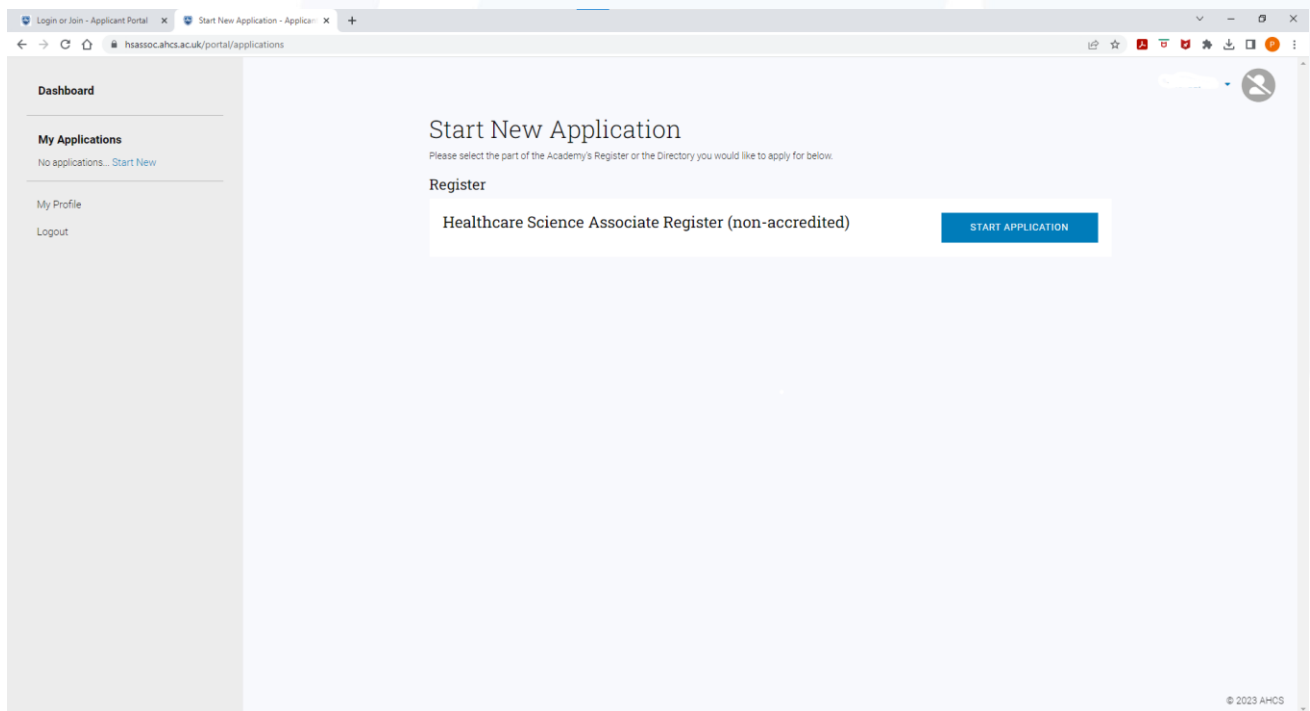 Login or Join - Applicant Portal
Start New Application - Applican
hsassoc.ahcs.ac.uk/portal/applications
P
Dashboard
My Applications
No applications... Start New
My Profile
Logout
Start New Application
Please select the part of the Academy's Register or the Directory you would like to apply for below.
Register
Healthcare Science Associate Register (non-accredited)
START APPLICATION
© 2023 AHCS